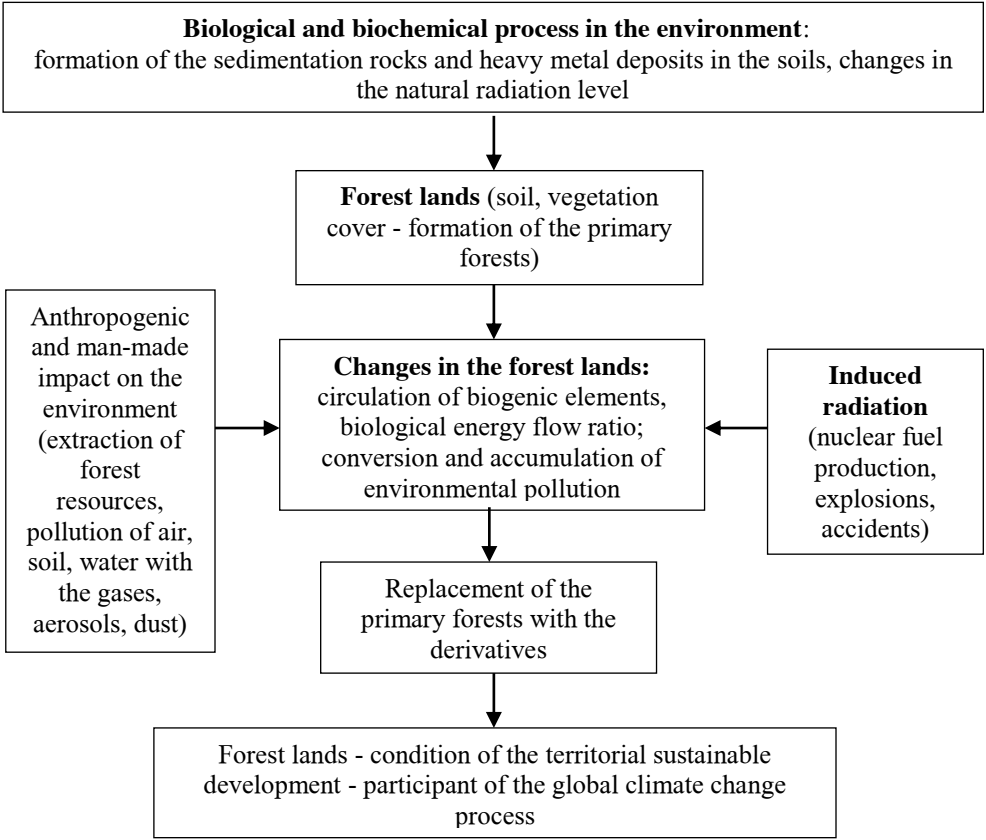 Biological and biochemical process in the environment:
formation of the sedimentation rocks and heavy metal deposits in the soils, changes in
the natural radiation level
Forest lands (soil, vegetation
cover - formation of the primary
forests)
Anthropogenic
and man-made
impact on the
environment
(extraction of
forest
resources,
pollution of air,
soil, water with
the gases,
aerosols, dust)
Changes in the forest lands:
circulation of biogenic elements,
biological energy flow ratio;
conversion and accumulation of
environmental pollution
Induced
radiation
(nuclear fuel
production,
explosions,
accidents)
Replacement of the
primary forests with the
derivatives
Forest lands - condition of the territorial sustainable
development - participant of the global climate change
process